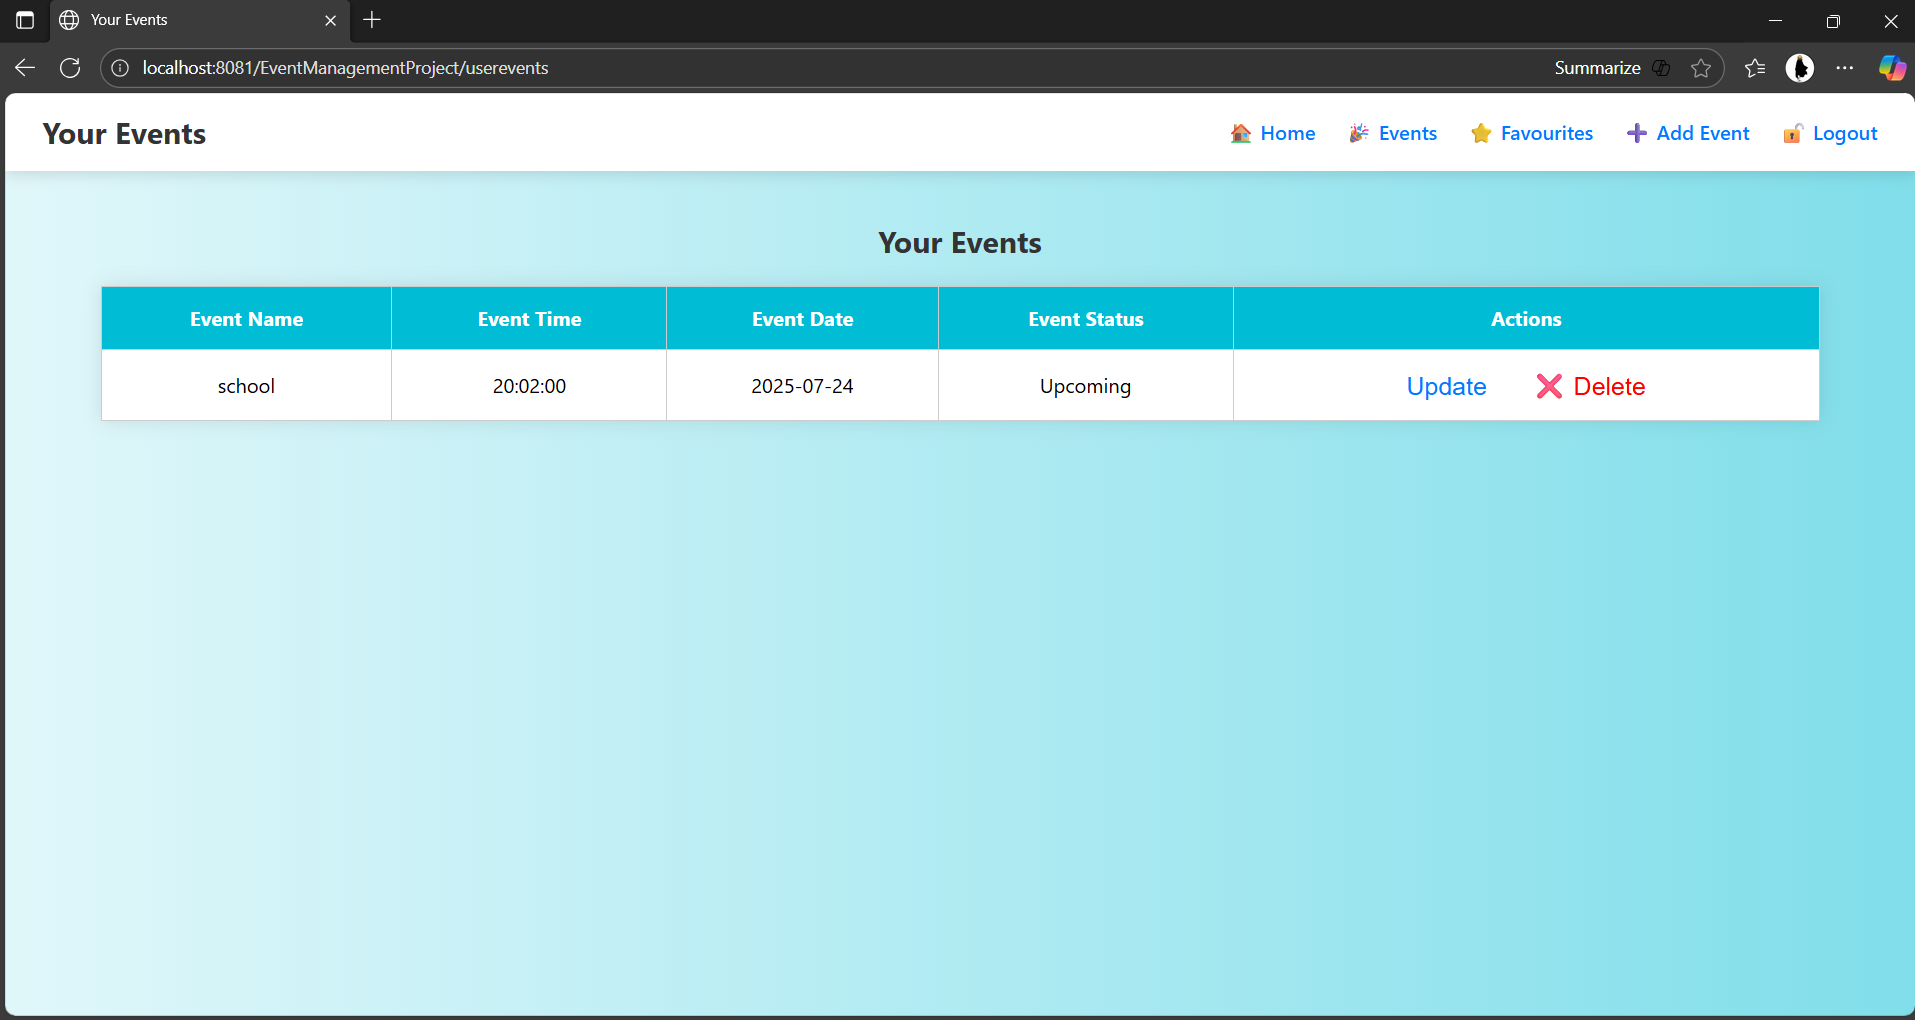 Your Events
localhost:8081/EventManagementProject/userevents
Summarize
Your Events
Home Events Favourites Add Event Logout
Your Events
Event Name Event Time Event Date Event Status Actions
school 20:02:00 2025-07-24 Upcoming Update Delete